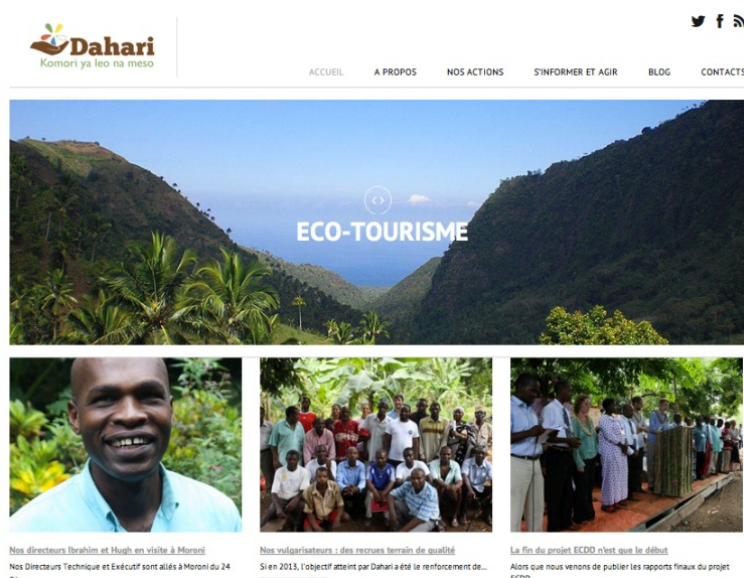 Dahari
Komori ya leo na meso
ACCUEIL A PROPOS NOS ACTIONS S'INFORMER ET AGIR BLOG CONTACTS
ECO-TOURISME
Nos directeurs Ibrahim et Hugh en visite à Moroni
Nos Directeurs Technique et Exécutif sont allés à Moroni du 24
Nos vulgarisateurs : des recrues terrain de qualité
Si en 2013, l'objectif atteint par Dahari a été le renforcement de...
La fin du projet ECDD n'est que le début
Alors que nous venons de publier les rapports finaux du projet
ECDD